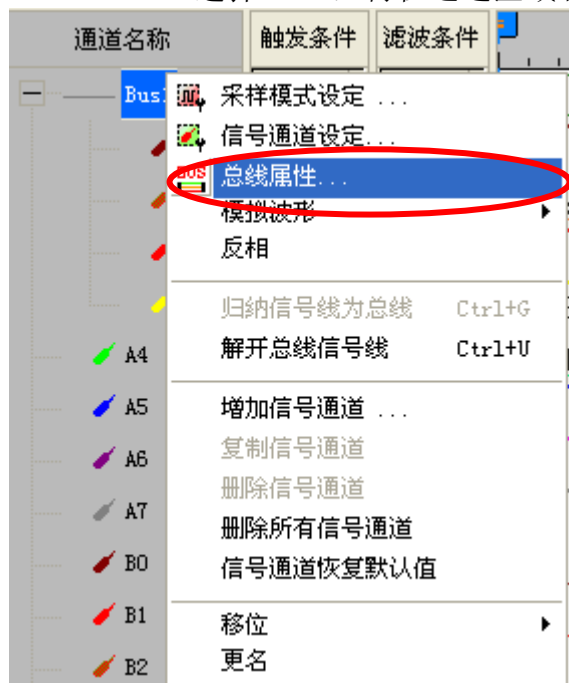 通道名称 触发条件 滤波条件
Bus
采样模式设定 ...
信号通道设定...
BUS 总线属性...
模拟波形
反相
归纳信号线为总线 Ctrl+G
解开总线信号线 Ctrl+U
A4
A5 增加信号通道 ...
A6 复制信号通道
删除信号通道
A7 删除所有信号通道
B0 信号通道恢复默认值
B1 移位
B2 更名